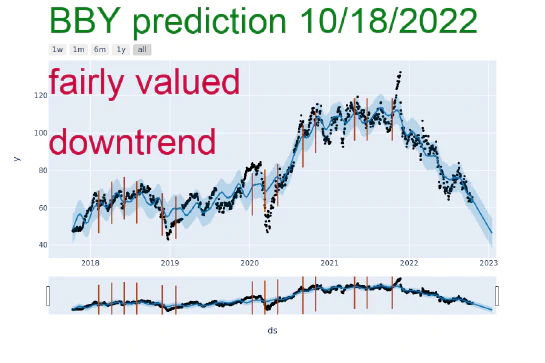 BBY prediction 10/18/2022
1w 1m 6m 1y all
fairly valued
120
downtrend
100
y
80
60
40
2018 2019 2020 2021 2022 2023
ds